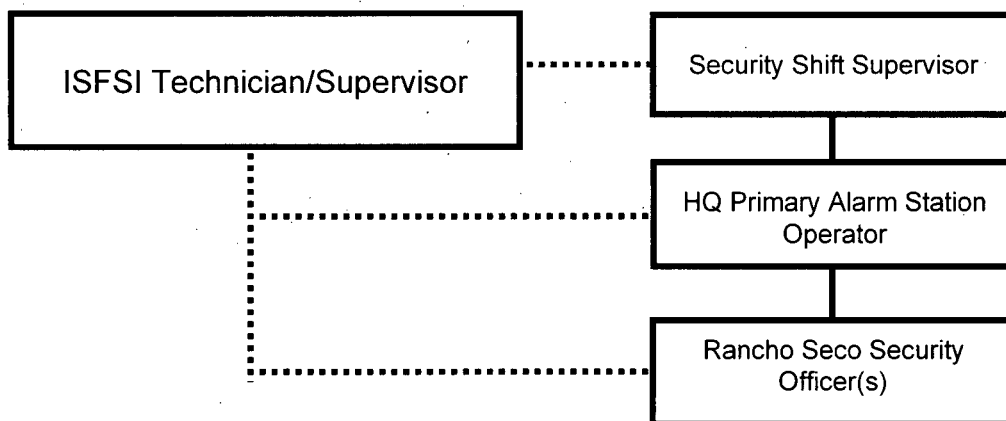 ISFSI Technician/Supervisor
Security Shift Supervisor
HQ Primary Alarm Station
Operator
Rancho Seco Security
Officer(s)